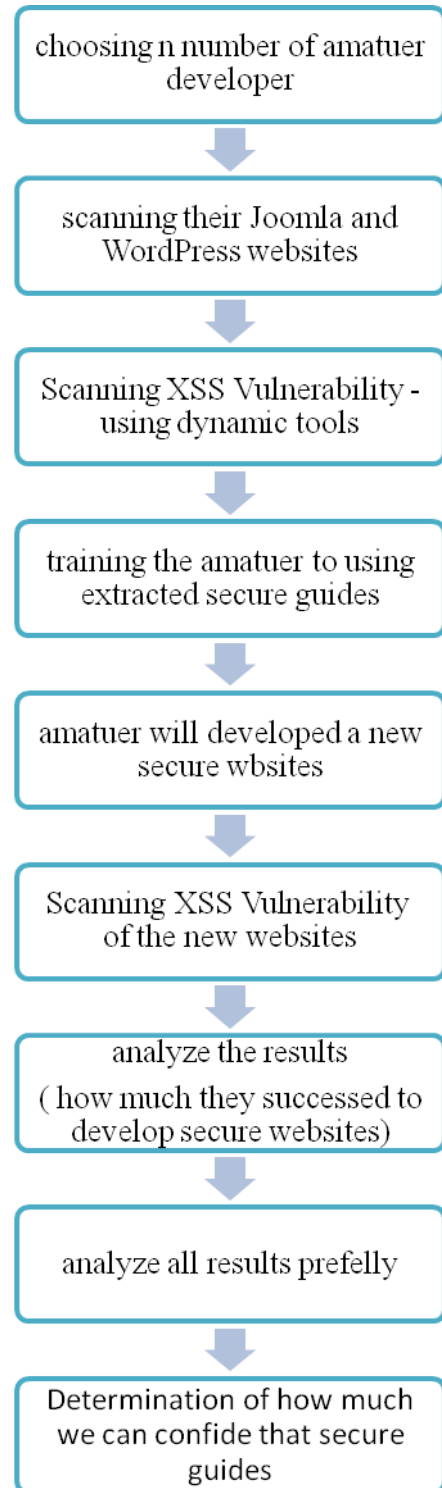 choosing n number of amatuer
developer
scanning their Joomla and
WordPress websites
Scanning XSS Vulnerability -
using dynamic tools
training the amatuer to using
extracted secure guides
amatuer will developed a new
secure wbsites
Scanning XSS Vulnerability
of the new websites
analyze the results
( how much they successed to
develop secure websites)
analyze all results prefelly
Determination of how much
we can confide that secure
guides